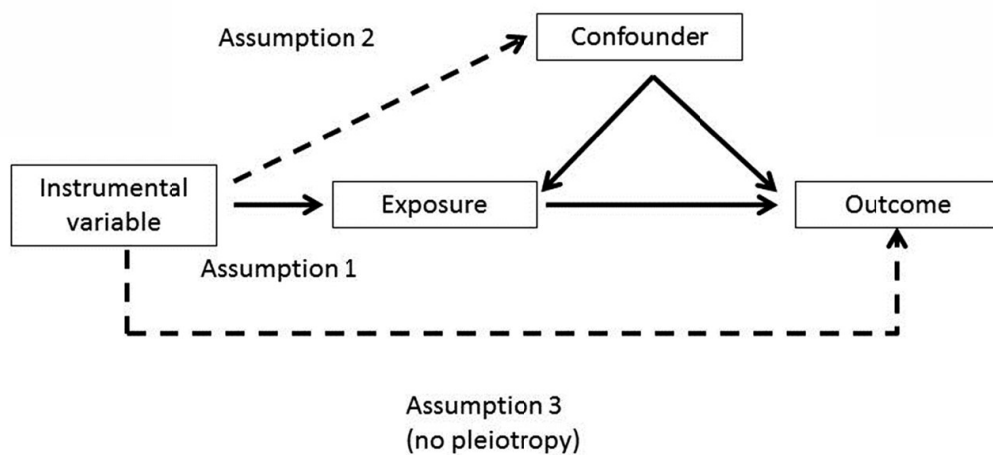 Assumption 2
Confounder
Instrumental
variable
Exposure
Outcome
Assumption 1
Assumption 3
(no pleiotropy)